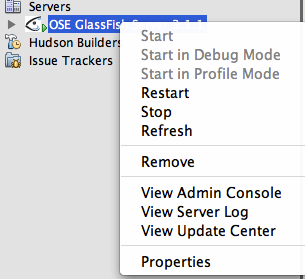 Servers
OSE GlassFish Server 3.1.1
Hudson Builders
Issue Trackers
Start
Start in Debug Mode
Start in Profile Mode
Restart
Stop
Refresh
Remove
View Admin Console
View Server Log
View Update Center
Properties